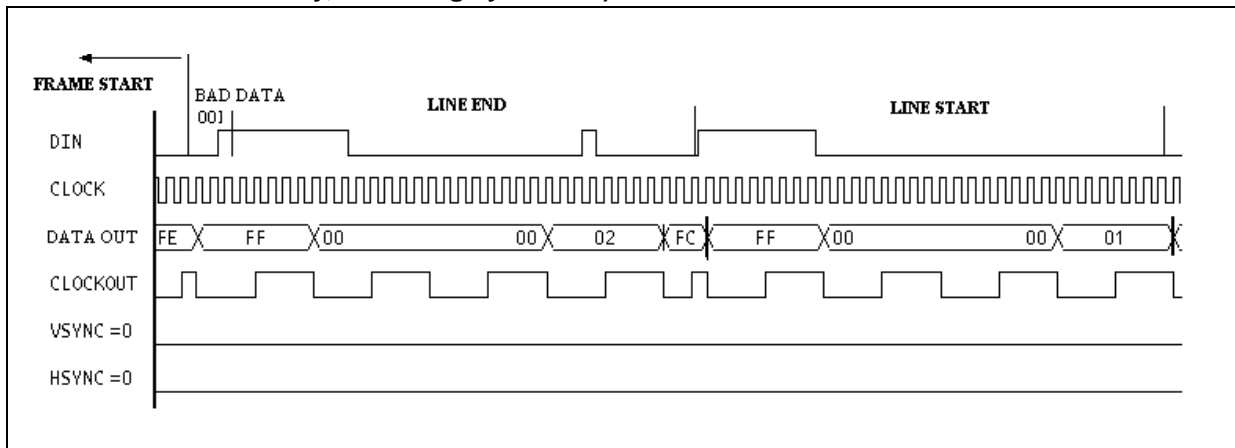 FRAME START
BAD DATA
001
LINE END
LINE START
DIN
CLOCK
DATA OUT FE FF 00 00 02 FC FF 00 00 01
CLOCKOUT
VSYNC =0
HSYNC =0